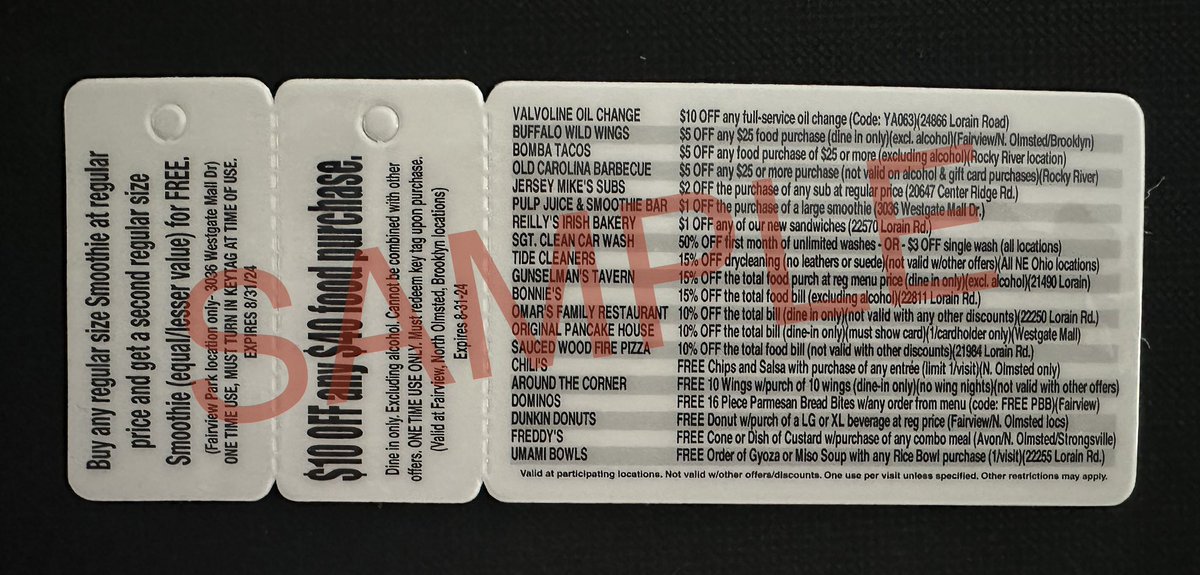 Buy any regular size Smoothie at regular
price and get a second regular size
Smoothie (equal/lesser value) for FREE.
(Fairview Park location only- 3036 Westgate Mall Dr)
ONE TIME USE, MUST TURN IN KEYTAG AT TIME OF USE.
EXPIRES 8/31/24
$10 OFF any $40 food purchase.
Dine in only. Excluding alcohol. Cannot be combined with other
offers. ONE TIME USE ONLY. Must redeem key tag upon purchase.
(Valid at Fairview, North Olmsted, Brooklyn locations)
Expires 8-31-24
VALVOLINE OIL CHANGE $10 OFF any full-service oil change (Code: YA063)(24866 Lorain Road)
BUFFALO WILD WINGS $5 OFF any $25 food purchase (dine in only)(excl. alcohol)(Fairview/N. Olmsted/Brooklyn)
BOMBA TACOS $5 OFF any food purchase of $25 or more (excluding alcohol)(Rocky River location)
OLD CAROLINA BARBECUE $5 OFF any $25 or more purchase (not valid on alcohol & gift card purchases)(Rocky River)
JERSEY MIKE'S SUBS $2 OFF the purchase of any sub at regular price (20647 Center Ridge Rd.)
PULP JUICE & SMOOTHIE BAR $1 OFF the purchase of a large smoothie (3036 Westgate Mall Dr.)
REILLY'S IRISH BAKERY $1 OFF any of our new sandwiches (22570 Lorain Rd.)
SGT. CLEAN CAR WASH 50% OFF first month of unlimited washes - OR - $3 OFF single wash (all locations)
TIDE CLEANERS 15% OFF drycleaning (no leathers or suede)(not valid w/other offers)(All NE Ohio locations)
GUNSELMAN'S TAVERN 15% OFF the total food purch at reg menu price (dine in only)(excl. alcohol)(21490 Lorain)
BONNIE'S 15% OFF the total food bill (excluding alcohol)(22811 Lorain Rd.)
OMAR'S FAMILY RESTAURANT 10% OFF the total bill (dine in only)(not valid with any other discounts)(22250 Lorain Rd.)
ORIGINAL PANCAKE HOUSE 10% OFF the total bill (dine-in only)(must show card)(1/cardholder only)(Westgate Mall)
SAUCED WOOD FIRE PIZZA 10% OFF the total food bill (not valid with other discounts)(21984 Lorain Rd.)
CHILI'S FREE Chips and Salsa with purchase of any entrée (limit 1/visit)(N. Olmsted only)
AROUND THE CORNER FREE 10 Wings w/purch of 10 wings (dine-in only)(no wing nights)(not valid with other offers)
DOMINOS FREE 16 Piece Parmesan Bread Bites w/any order from menu (code: FREE PBB)(Fairview)
DUNKIN DONUTS FREE Donut w/purch of a LG or XL beverage at reg price (Fairview/N. Olmsted locs)
FREDDY'S FREE Cone or Dish of Custard w/purchase of any combo meal (Avon/N. Olmsted/Strongsville)
UMAMI BOWLS FREE Order of Gyoza or Miso Soup with any Rice Bowl purchase (1/visit)(22255 Lorain Rd.)
Valid at participating locations. Not valid w/other offers/discounts. One use per visit unless specified. Other restrictions may apply.
SAMPLE